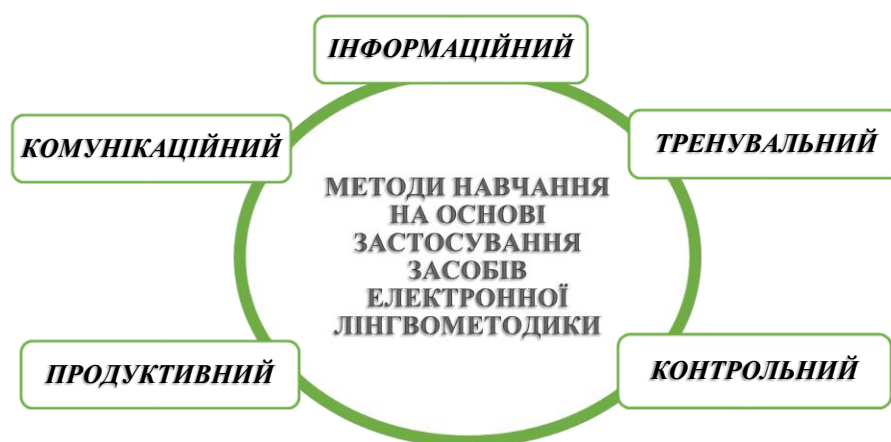 ІНФОРМАЦІЙНИЙ
КОМУНІКАЦІЙНИЙ
ТРЕНУВАЛЬНИЙ
МЕТОДИ НАВЧАННЯ
НА ОСНОВІ
ЗАСТОСУВАННЯ
ЗАСОБІВ
ЕЛЕКТРОННОЇ
ЛІНГВОМЕТОДИКИ
ПРОДУКТИВНИЙ
КОНТРОЛЬНИЙ